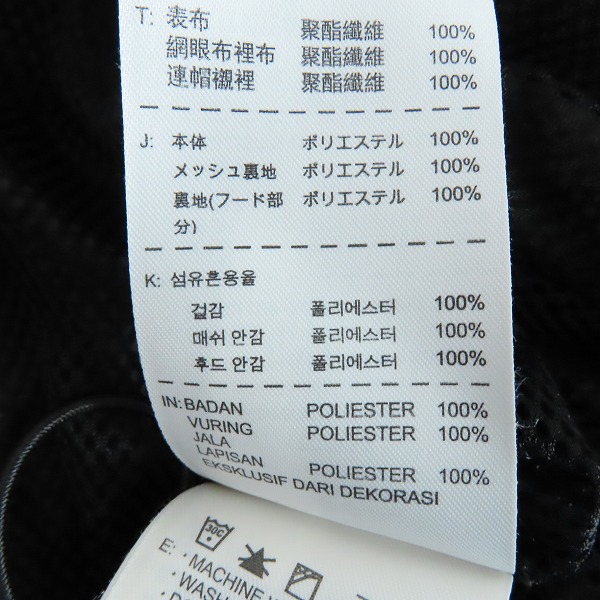 T: 表布 聚酯纖維 100%
網眼布裡布 聚酯纖維 100%
連帽襯裡 聚酯纖維 100%
J: 本体 ポリエステル 100%
メッシュ裏地 ポリエステル 100%
裏地(フード部 ポリエステル 100%
分)
K: 섬유혼용율
겉감 폴리에스터 100%
매쉬 안감 폴리에스터 100%
후드 안감 폴리에스터 100%
IN: BADAN POLIESTER 100%
VURING POLIESTER 100%
JALA
LAPISAN POLIESTER 100%
EKSKLUSIF DARI DEKORASI
30C
E: · MACHINE
· WASH